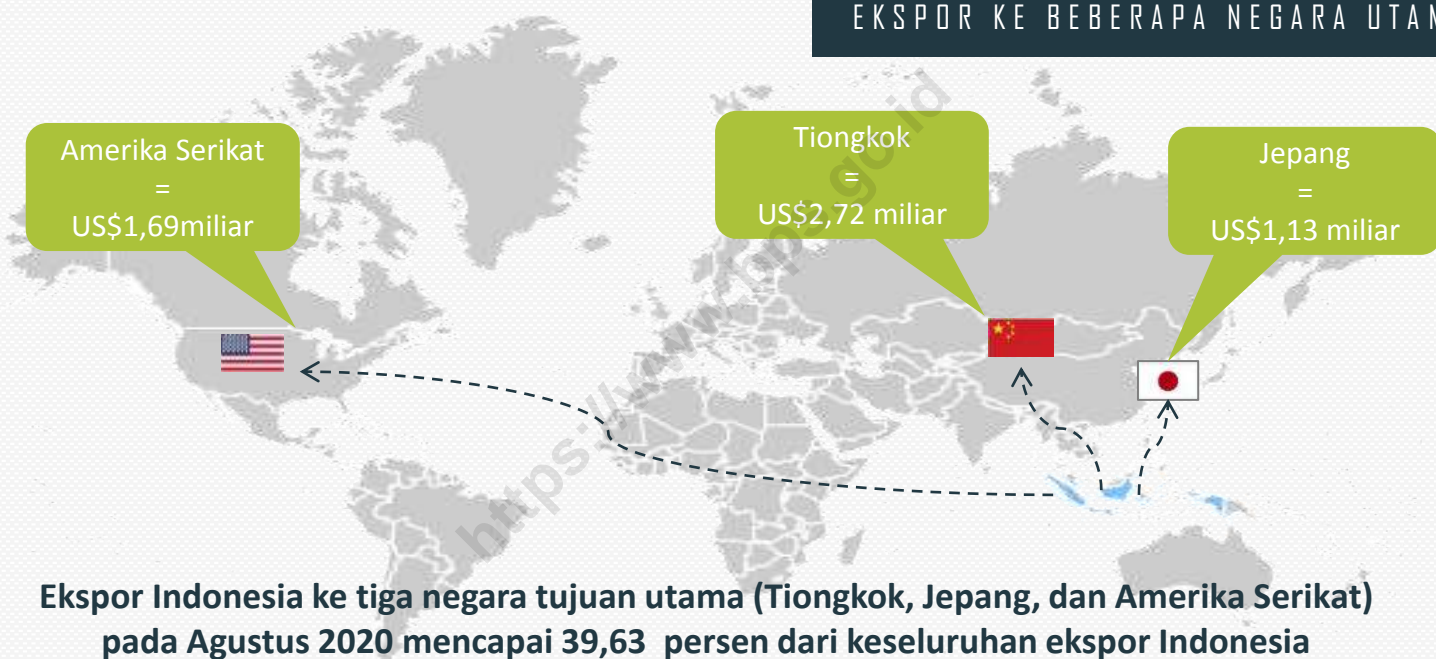 EKSPOR KE BEBERAPA NEGARA UTAM
Amerika Serikat
=
US$1,69miliar
Tiongkok
=
US$2,72 miliar
Jepang
=
US$1,13 miliar
https://www.bps.go.id
Ekspor Indonesia ke tiga negara tujuan utama (Tiongkok, Jepang, dan Amerika Serikat)
pada Agustus 2020 mencapai 39,63 persen dari keseluruhan ekspor Indonesia